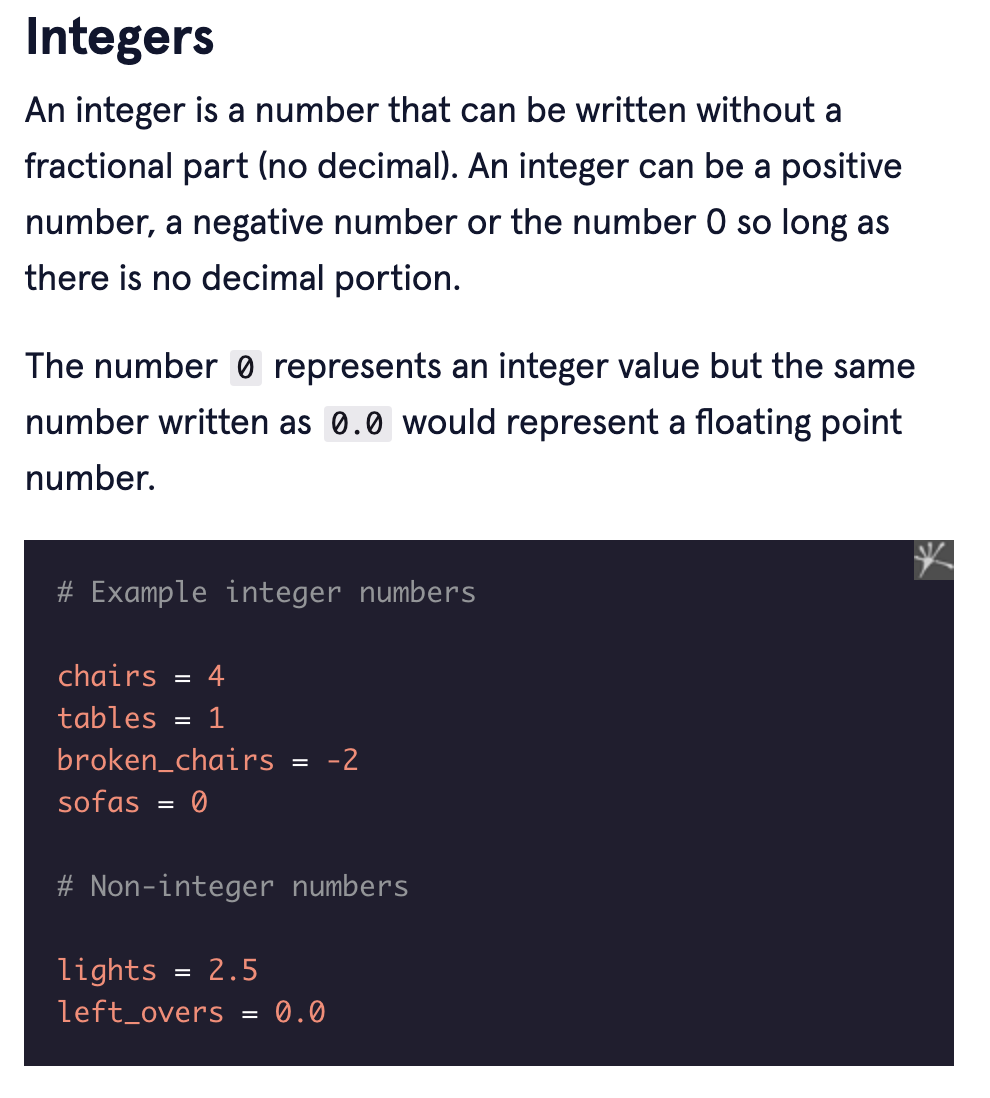 Integers
An integer is a number that can be written without a
fractional part (no decimal). An integer can be a positive
number, a negative number or the number 0 so long as
there is no decimal portion.
The number 0 represents an integer value but the same
number written as 0.0 would represent a floating point
number.
# Example integer numbers
chairs = 4
tables = 1
broken_chairs = -2
sofas = 0
# Non-integer numbers
lights = 2.5
left_overs = 0.0